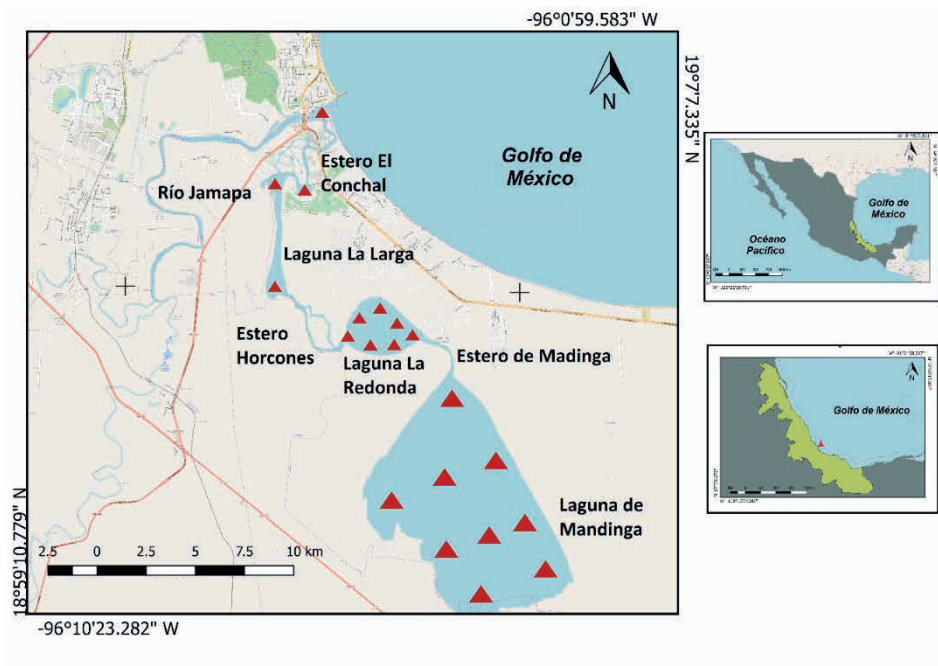 -96°0'59.583" W
19°7'7.335" N
N
Golfo de
México
Estero El
Conchal
Río Jamapa
Laguna La Larga
Estero
Horcones
Laguna La
Redonda
Estero de Madinga
Laguna de
Mandinga
2.5 0 2.5 5 7.5 10 km
18°59'10.779" N
-96°10'23.282" W
N
Golfo de
México
Océano
Pacífico
N
Golfo de México